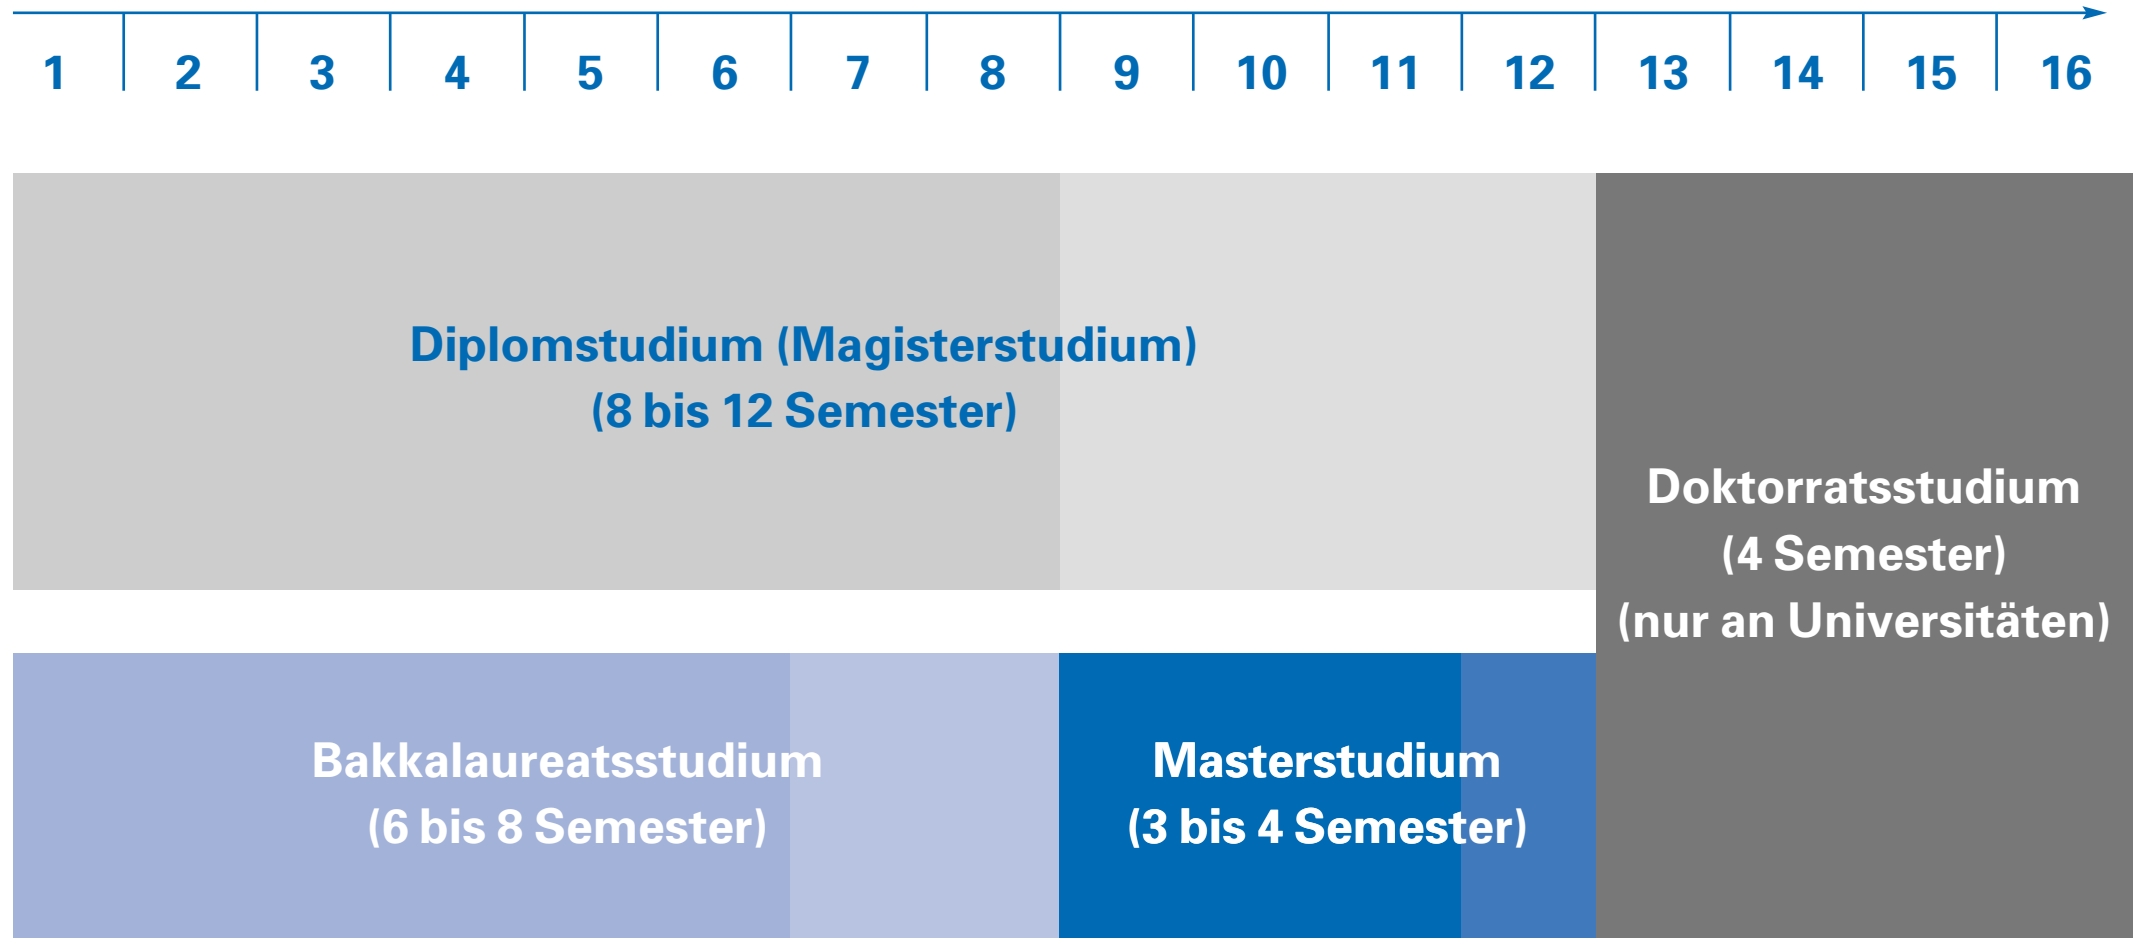 1 2 3 4 5 6 7 8 9 10 11 12 13 14 15 16
Diplomstudium (Magisterstudium)
(8 bis 12 Semester)
Doktorratsstudium
(4 Semester)
(nur an Universitäten)
Bakkalaureatsstudium
(6 bis 8 Semester)
Masterstudium
(3 bis 4 Semester)